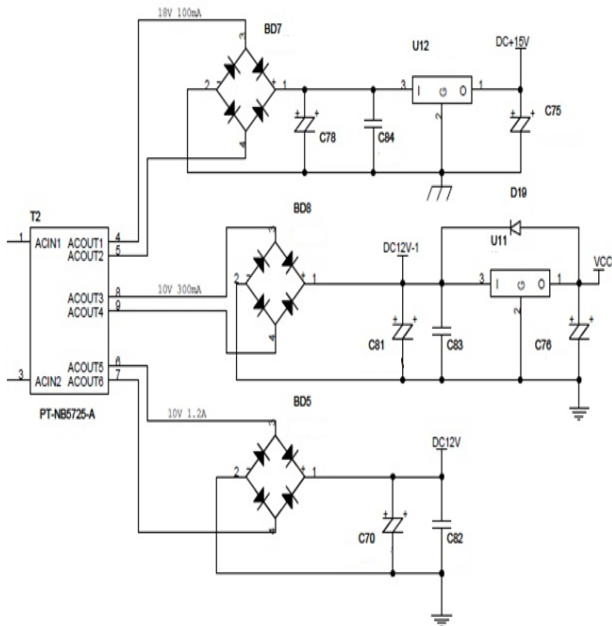 18V 100mA
BD7
3
2 - + 1
4
C78
C84
U12
3 I G O 1
2
DC+15V
C75
T2
1 ACIN1
ACOUT1 4
ACOUT2 5
ACOUT3 8
ACOUT4 9
ACOUT5 6
3 ACIN2 ACOUT6 7
PT-NB5725-A
10V 300mA
BD8
3
2 - + 1
4
DC12V-1
C81
C83
D19
U11
3 I G O 1
2
VCC
C76
10V 1.2A
BD5
3
2 - + 1
4
DC12V
C70
C82